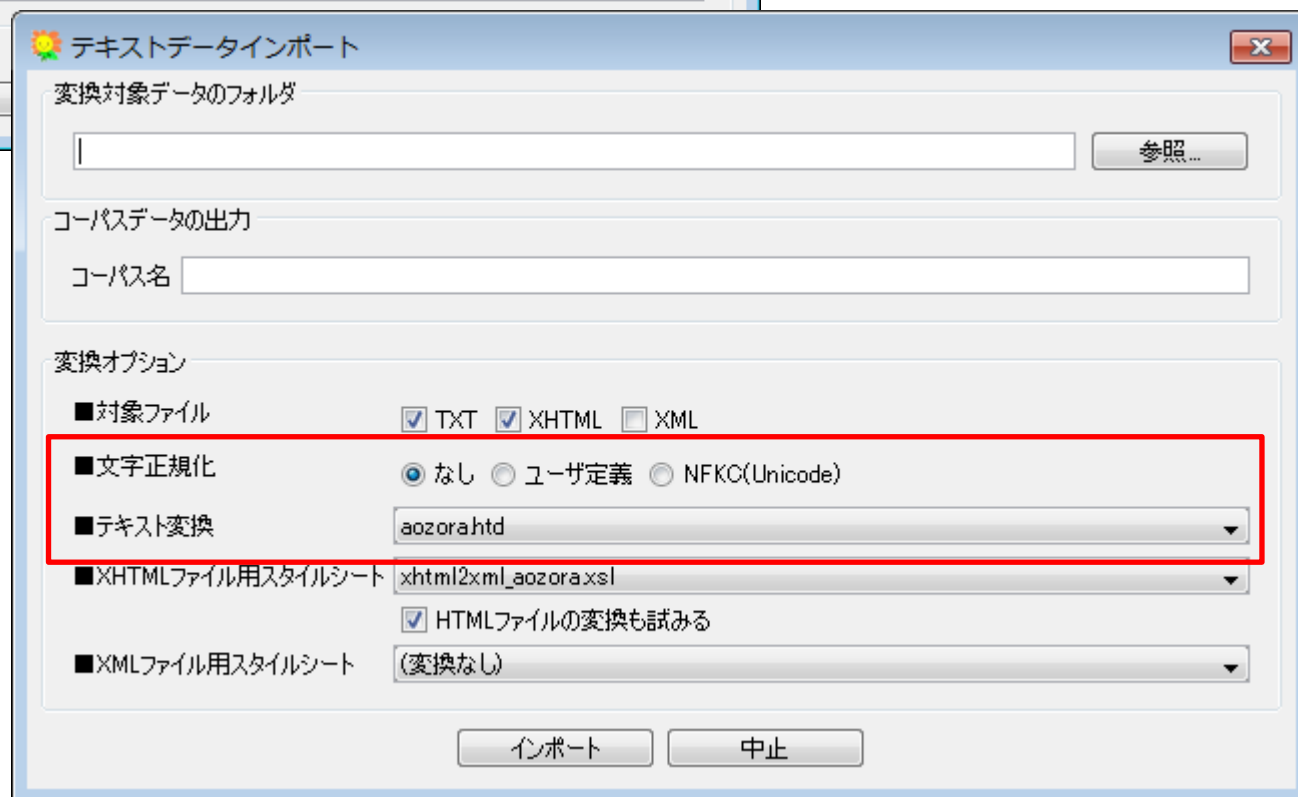 テキストデータインポート
変換対象データのフォルダ
参照...
コーパスデータの出力
コーパス名
変換オプション
■対象ファイル TXT XHTML XML
■文字正規化 なし ユーザ定義 NFKC(Unicode)
■テキスト変換 aozora.htd
■XHTMLファイル用スタイルシート xhtml2xml_aozora.xsl
HTMLファイルの変換も試みる
■XMLファイル用スタイルシート (変換なし)
インポート 中止